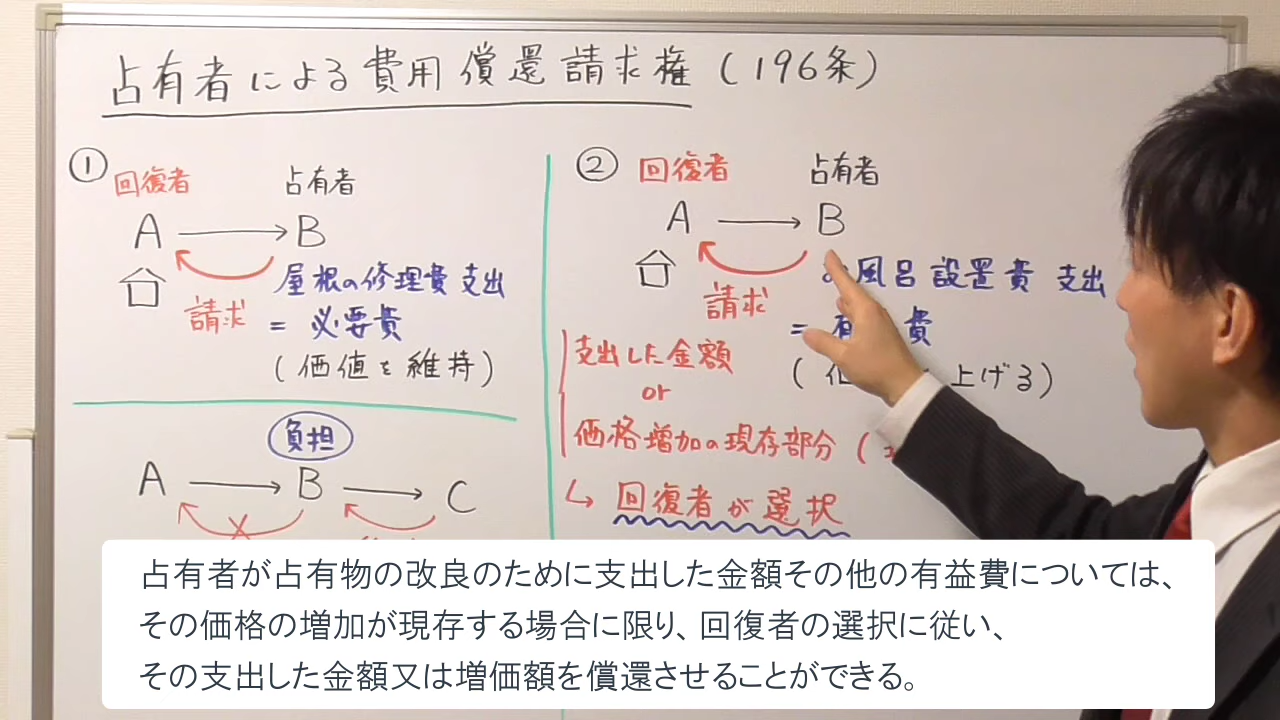 占有者による費用償還請求権(196条)
①
回復者 占有者
A B
屋根の修理費支出
請求 = 必要費
(価値を維持)
負担
A B C
②
回復者 占有者
A B
風呂設置費 支出
請求 = 費
上げる)
支出した金額
or
価格増加の現存部分(
回復者が選択
占有者が占有物の改良のために支出した金額その他の有益費については、
その価格の増加が現存する場合に限り、回復者の選択に従い、
その支出した金額又は増価額を償還させることができる。